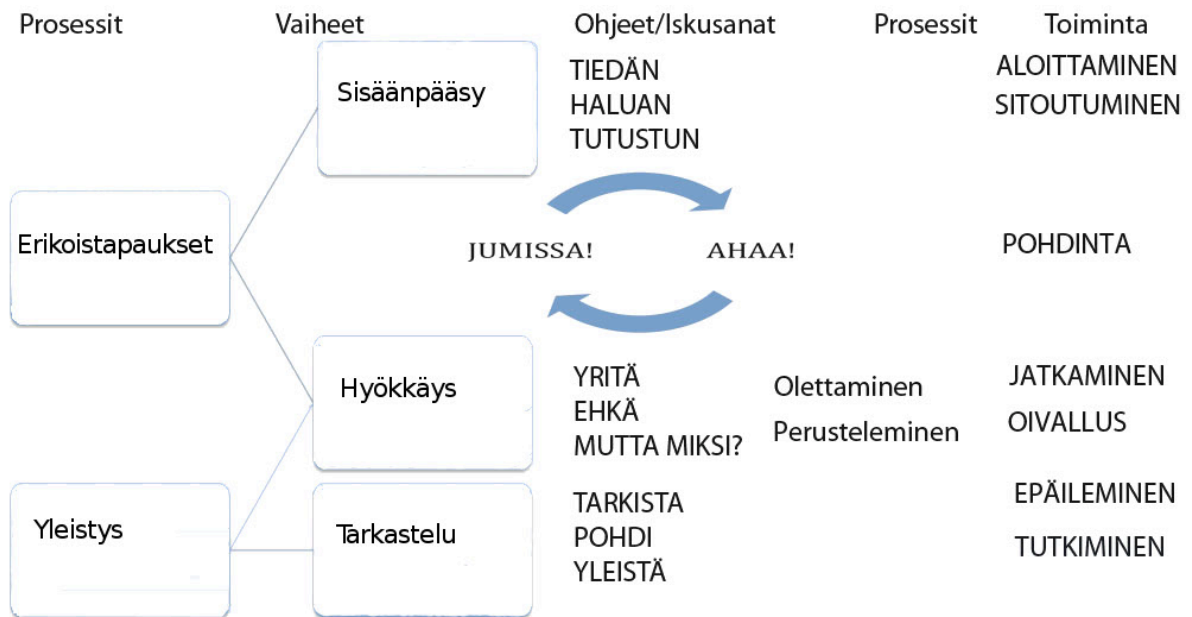 Prosessit Vaiheet Ohjeet/Iskusanat Prosessit Toiminta
Sisäänpääsy
TIEDÄN
HALUAN
TUTUSTUN
ALOITTAMINEN
SITOUTUMINEN
Erikoistapaukset
JUMISSA! AHAA!
POHDINTA
Hyökkäys
YRITÄ
EHKÄ
MUTTA MIKSI?
Olettaminen
Perusteleminen
JATKAMINEN
OIVALLUS
Yleistys
Tarkastelu
TARKISTA
POHDI
YLEISTÄ
EPÄILEMINEN
TUTKIMINEN